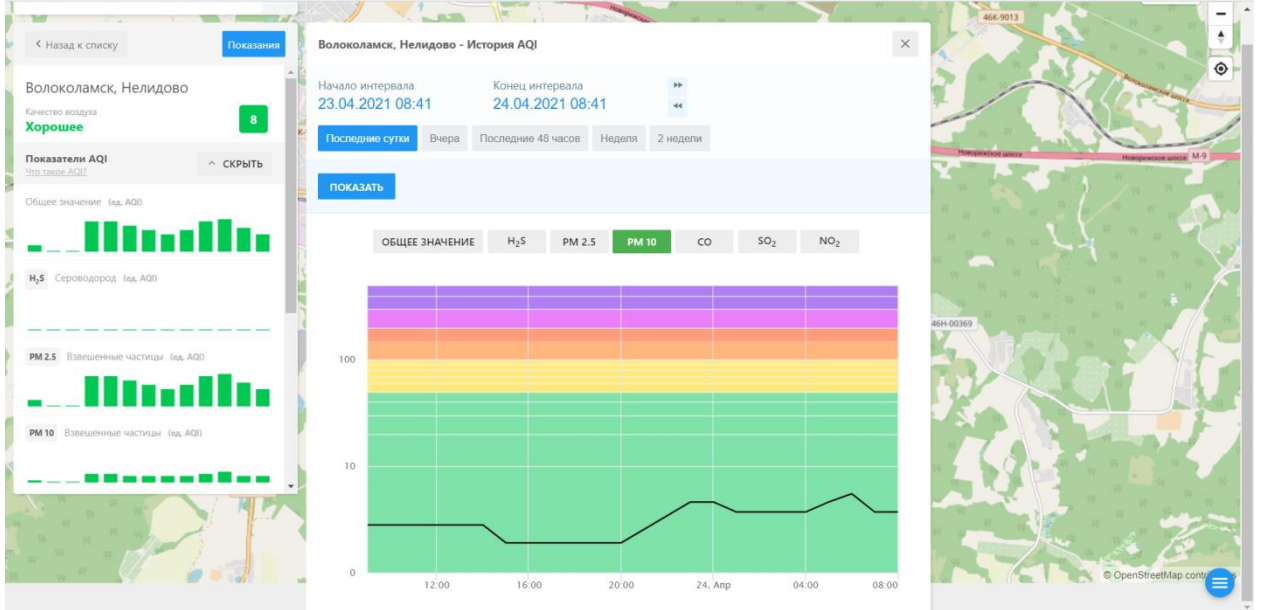 Назад к списку
Показания
Волоколамск, Нелидово
Качество воздуха
Хорошее
8
Показатели AQI
Что такое AQI?
СКРЫТЬ
Общее значение (ед. AQI)
H₂S Сероводород (ед. AQI)
PM 2.5 Взвешенные частицы (ед. AQI)
PM 10 Взвешенные частицы (ед. AQI)
Волоколамск, Нелидово - История AQI
Начало интервала
23.04.2021 08:41
Конец интервала
24.04.2021 08:41
Последние сутки
Вчера
Последние 48 часов
Неделя
2 недели
ПОКАЗАТЬ
ОБЩЕЕ ЗНАЧЕНИЕ
H₂S
PM 2.5
PM 10
CO
SO₂
NO₂
100
10
0
12:00
16:00
20:00
24. Апр
04:00
08:00
46К-9013
Волоколамское шоссе
Новорижское шоссе
Новорижское шоссе
М-9
46Н-00369
© OpenStreetMap cont